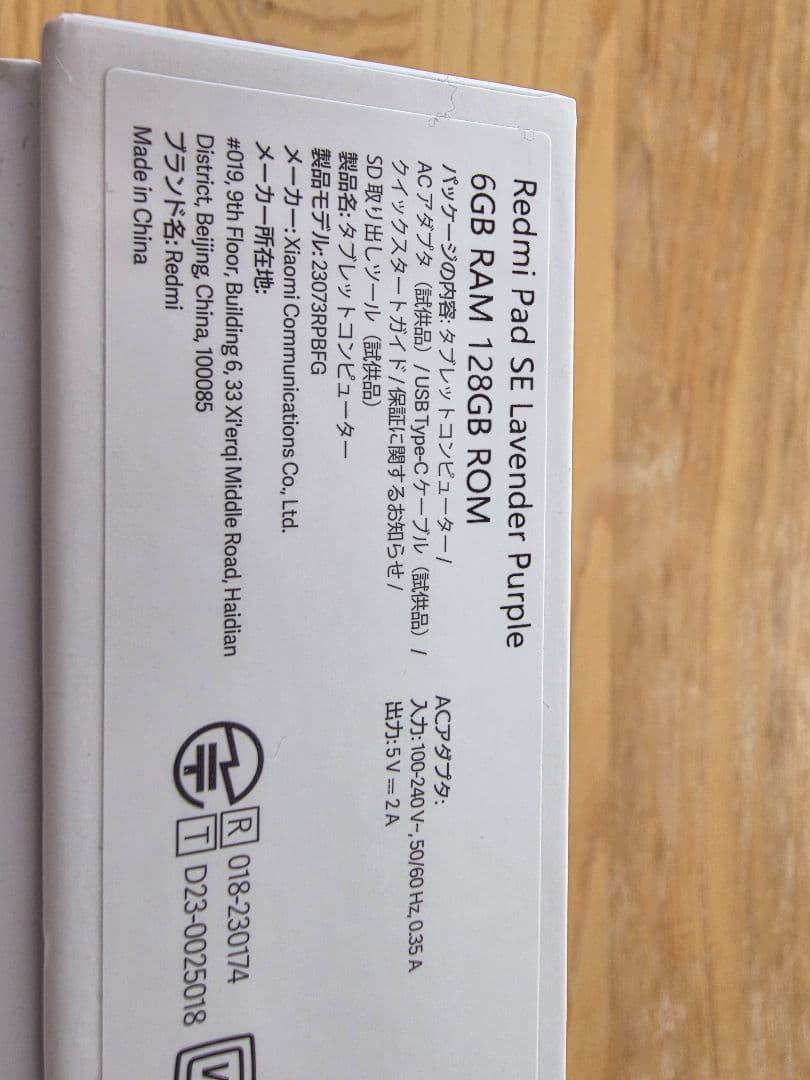 Redmi Pad SE Lavender Purple
6GB RAM 128GB ROM
パッケージの内容: タブレットコンピューター /
ACアダプタ（試供品）/ USB Type-C ケーブル（試供品）/
クイックスタートガイド / 保証に関するお知らせ /
SD 取り出しツール（試供品）
製品名: タブレットコンピューター
製品モデル: 23073RPBFG
メーカー: Xiaomi Communications Co., Ltd.
メーカー所在地:
#019, 9th Floor, Building 6, 33 Xi'erqi Middle Road, Haidian
District, Beijing, China, 100085
ブランド名: Redmi
Made in China
ACアダプタ:
入力: 100-240 V~, 50/60 Hz, 0.35 A
出力: 5 V ⎓ 2 A
R 018-230174
T D23-0025018
V